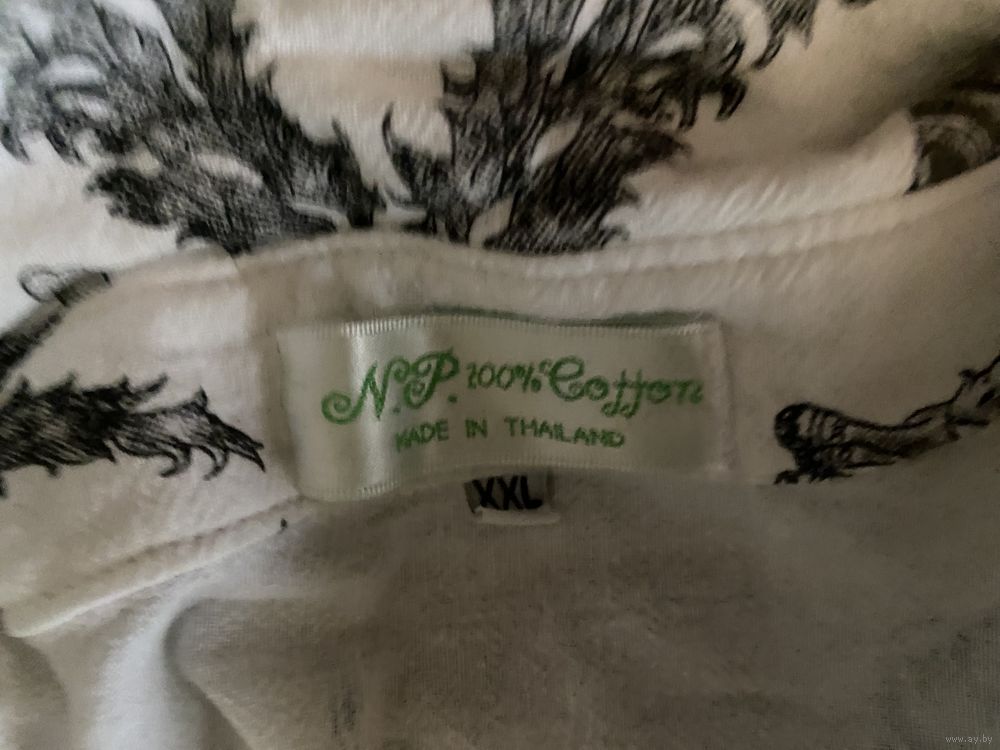 N.P. 100% Cotton
MADE IN THAILAND
XXL
www.ay.by